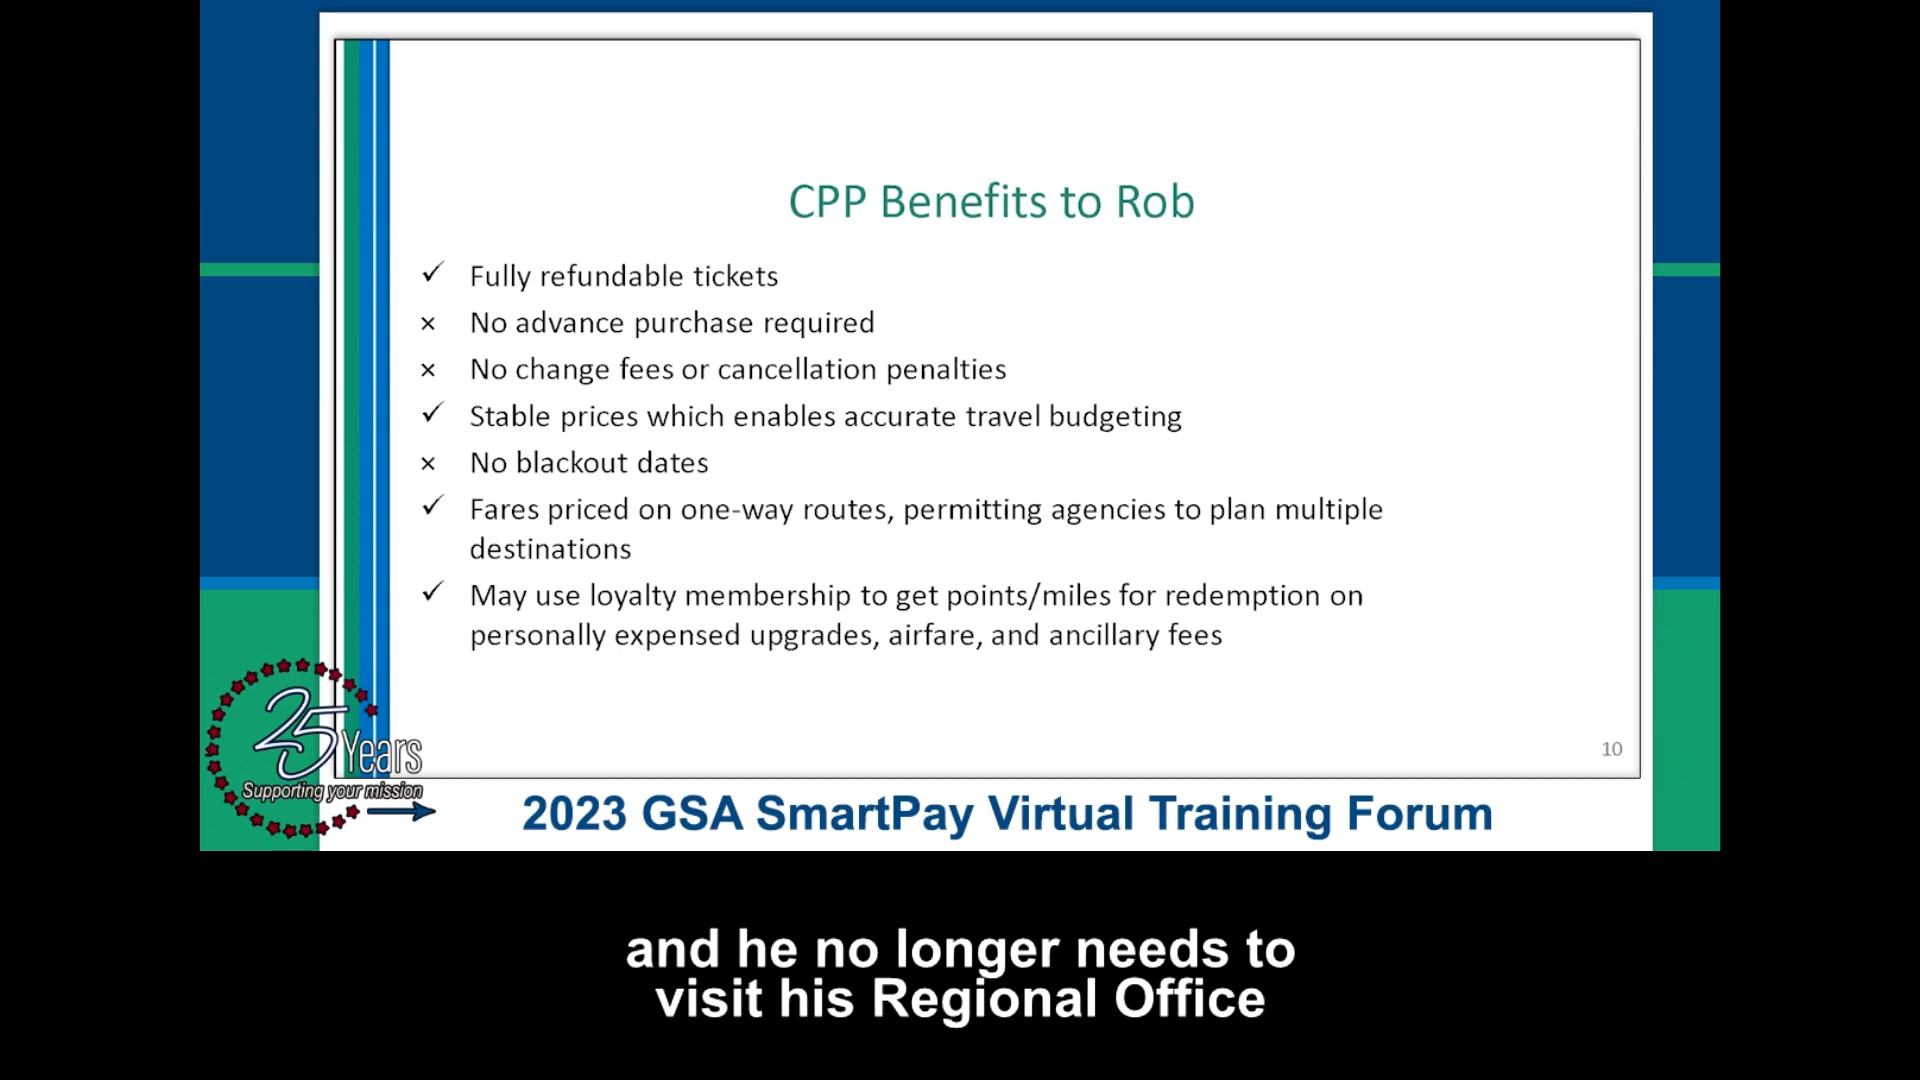 CPP Benefits to Rob
✓ Fully refundable tickets
× No advance purchase required
× No change fees or cancellation penalties
✓ Stable prices which enables accurate travel budgeting
× No blackout dates
✓ Fares priced on one-way routes, permitting agencies to plan multiple
destinations
✓ May use loyalty membership to get points/miles for redemption on
personally expensed upgrades, airfare, and ancillary fees
10
25 Years
Supporting your mission
2023 GSA SmartPay Virtual Training Forum
and he no longer needs to
visit his Regional Office